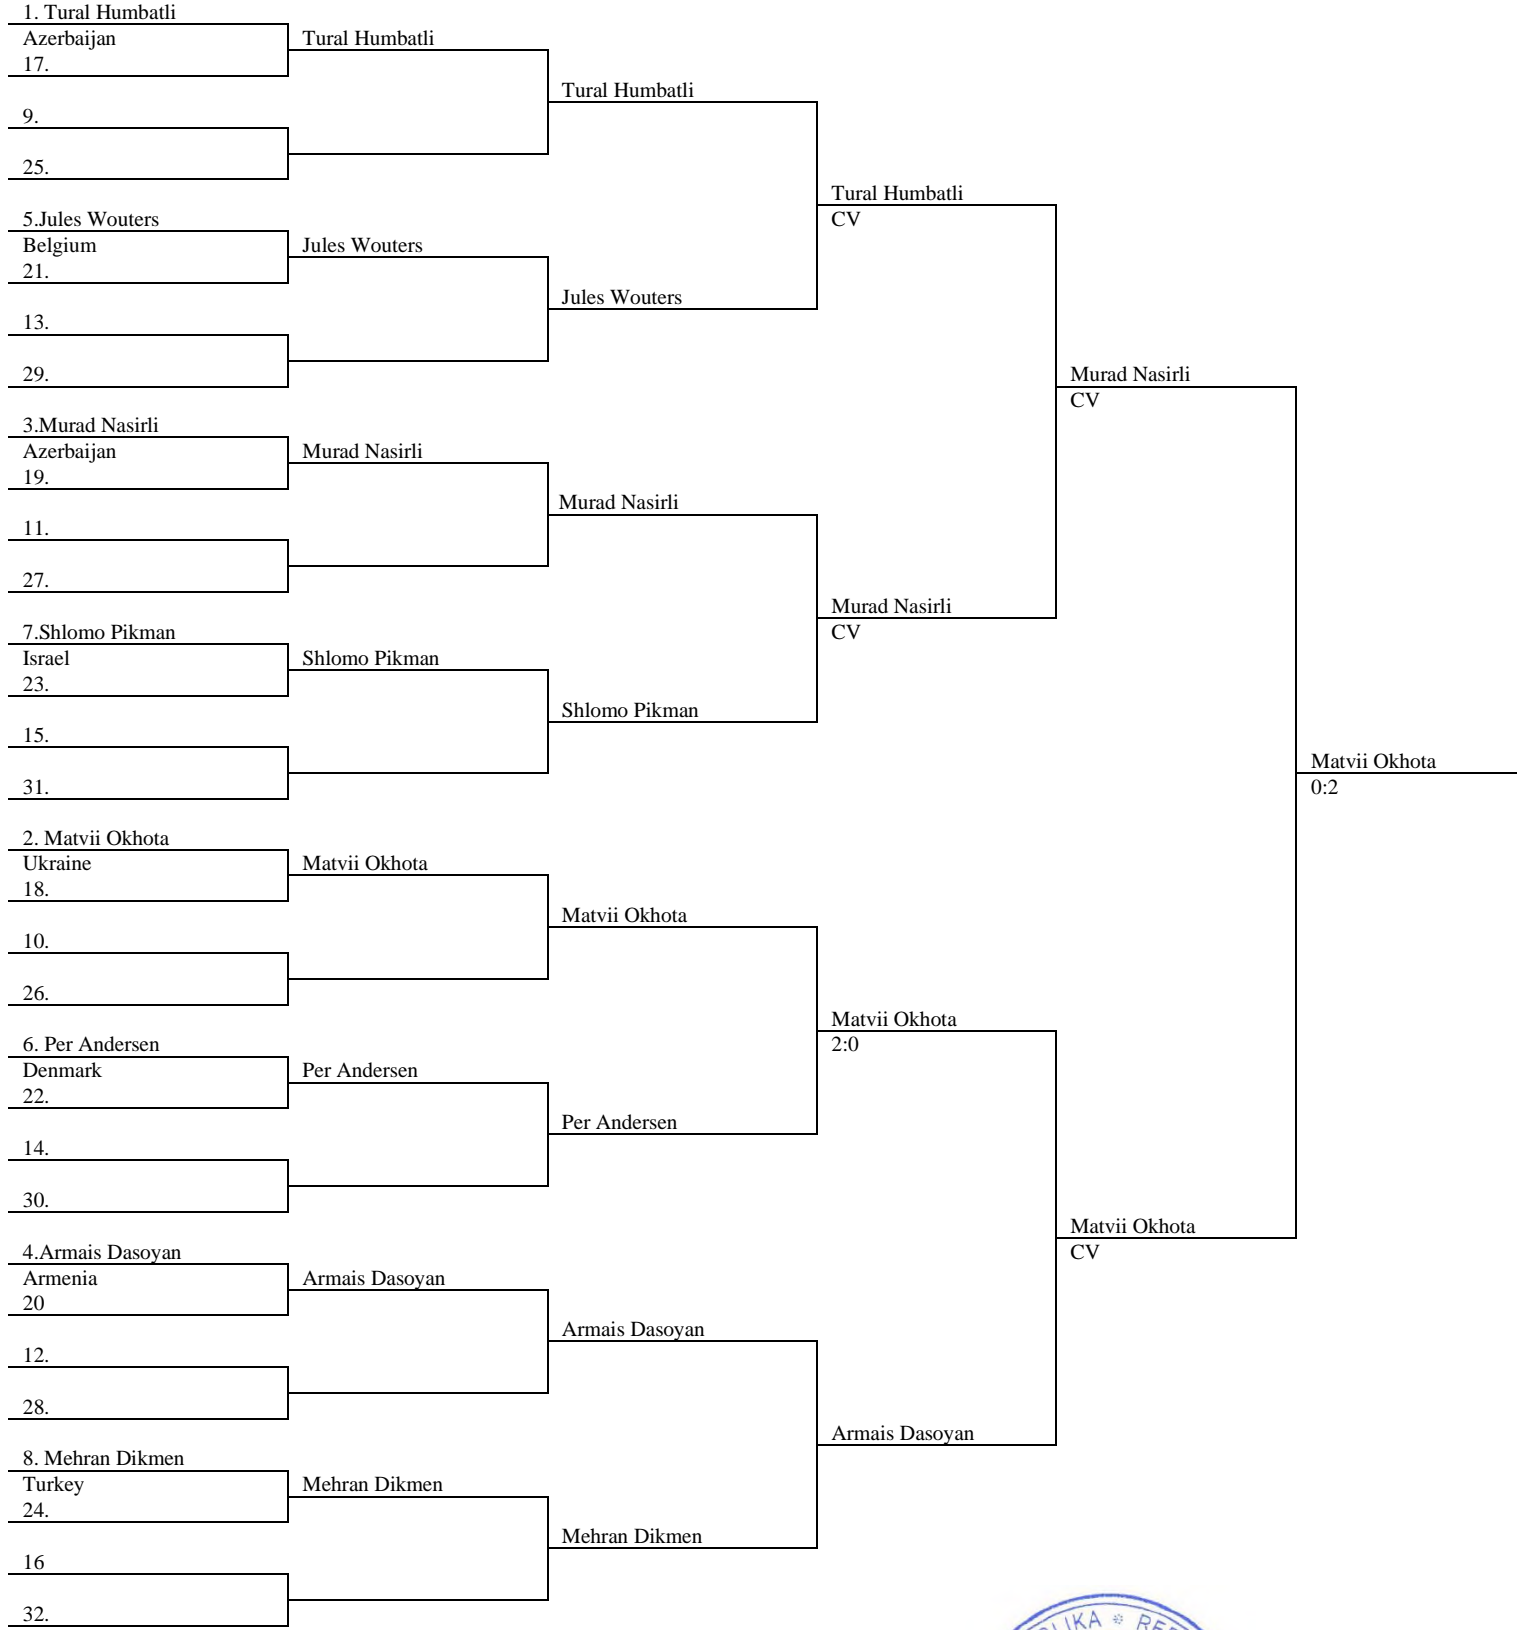 1. Tural Humbatli
Azerbaijan
17.
Tural Humbatli
9.
25.
Tural Humbatli
5.Jules Wouters
Belgium
21.
Jules Wouters
13.
29.
Jules Wouters
Tural Humbatli
CV
3.Murad Nasirli
Azerbaijan
19.
Murad Nasirli
11.
27.
Murad Nasirli
7.Shlomo Pikman
Israel
23.
Shlomo Pikman
15.
31.
Shlomo Pikman
Murad Nasirli
CV
Murad Nasirli
CV
2. Matvii Okhota
Ukraine
18.
Matvii Okhota
10.
26.
Matvii Okhota
6. Per Andersen
Denmark
22.
Per Andersen
14.
30.
Per Andersen
Matvii Okhota
2:0
4.Armais Dasoyan
Armenia
20
Armais Dasoyan
12.
28.
Armais Dasoyan
8. Mehran Dikmen
Turkey
24.
Mehran Dikmen
16
32.
Mehran Dikmen
Armais Dasoyan
Matvii Okhota
CV
Matvii Okhota
0:2